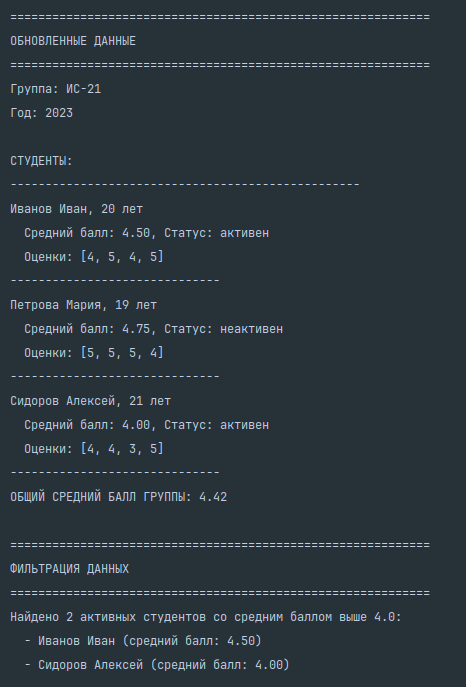 ============================================================
ОБНОВЛЕННЫЕ ДАННЫЕ
============================================================
Группа: ИС-21
Год: 2023

СТУДЕНТЫ:
--------------------------------------------------
Иванов Иван, 20 лет
  Средний балл: 4.50, Статус: активен
  Оценки: [4, 5, 4, 5]
------------------------------
Петрова Мария, 19 лет
  Средний балл: 4.75, Статус: неактивен
  Оценки: [5, 5, 5, 4]
------------------------------
Сидоров Алексей, 21 лет
  Средний балл: 4.00, Статус: активен
  Оценки: [4, 4, 3, 5]
------------------------------
ОБЩИЙ СРЕДНИЙ БАЛЛ ГРУППЫ: 4.42

============================================================
ФИЛЬТРАЦИЯ ДАННЫХ
============================================================
Найдено 2 активных студентов со средним баллом выше 4.0:
  - Иванов Иван (средний балл: 4.50)
  - Сидоров Алексей (средний балл: 4.00)